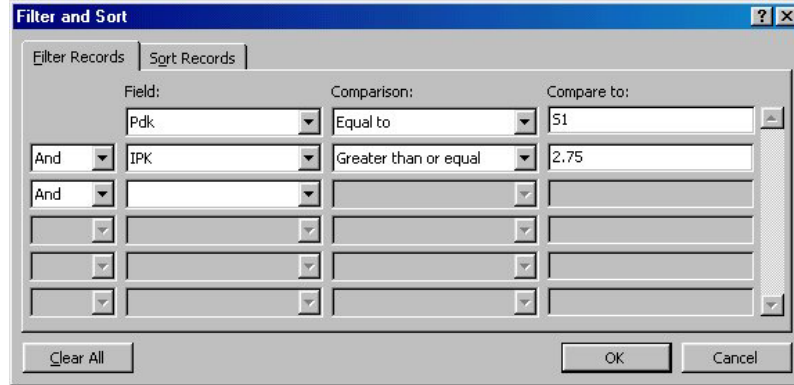 Filter and Sort
Filter Records Sort Records
Field: Comparison: Compare to:
Pdk Equal to S1
And IPK Greater than or equal 2.75
And
Clear All OK Cancel